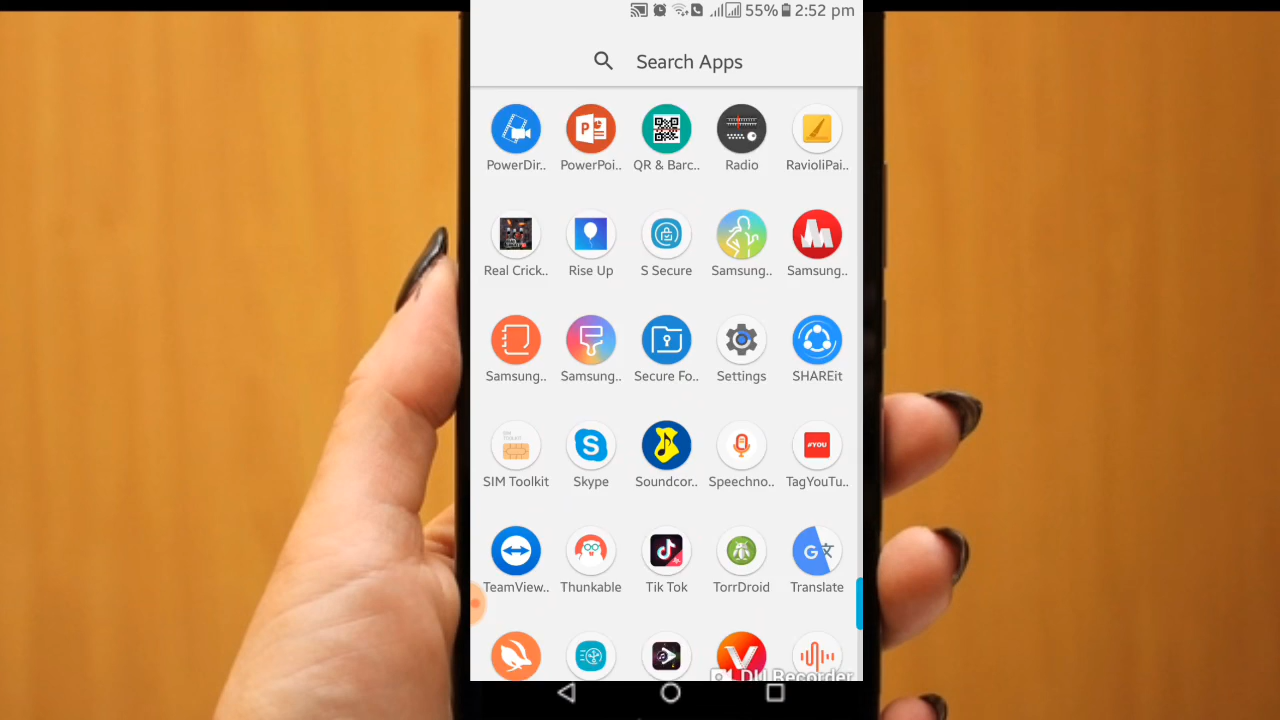 55% 2:52 pm
Search Apps
PowerDir.. PowerPoi.. QR & Barc.. Radio RavioliPai..
Real Crick.. Rise Up S Secure Samsung.. Samsung..
Samsung.. Samsung.. Secure Fo.. Settings SHAREit
#YOU
SIM Toolkit Skype Soundcor.. Speechno.. TagYouTu..
TeamView.. Thunkable Tik Tok TorrDroid Translate
DU Recorder